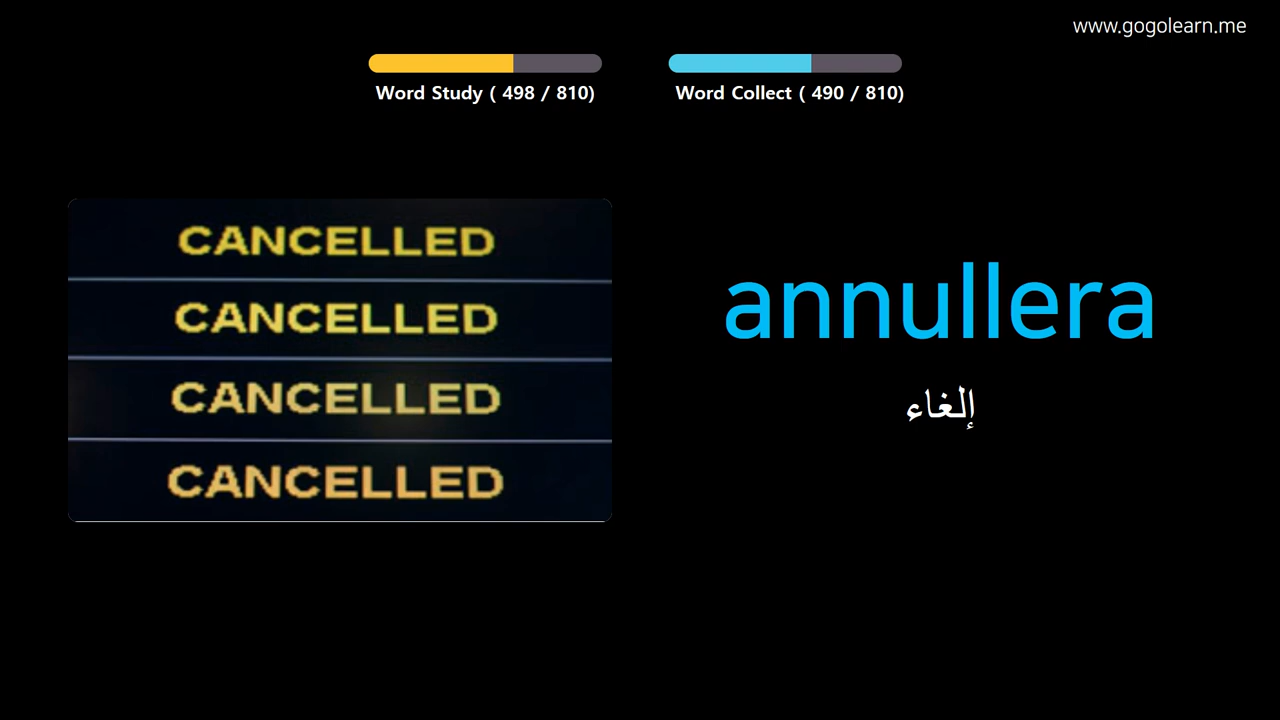 www.gogolearn.me
Word Study ( 498 / 810)
Word Collect ( 490 / 810)
CANCELLED
CANCELLED
CANCELLED
CANCELLED
annullera
إلغاء